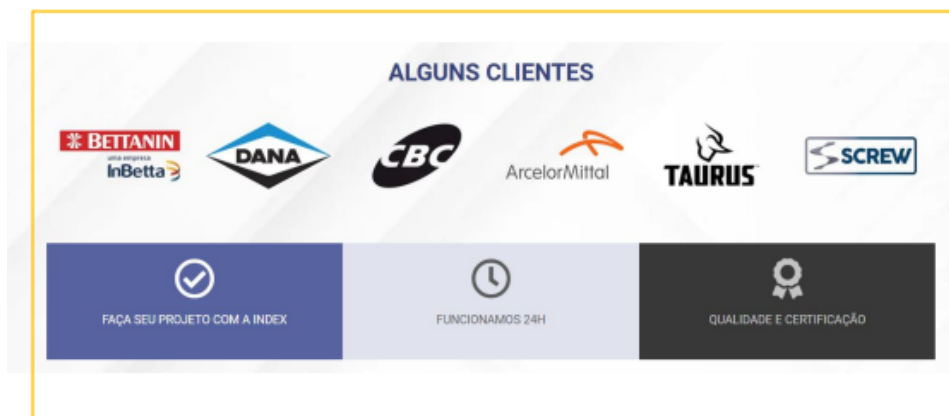 ALGUNS CLIENTES
BETTANIN
uma empresa
InBetta
DANA
CBC
ArcelorMittal
TAURUS
SCREW
FAÇA SEU PROJETO COM A INDEX
FUNCIONAMOS 24H
QUALIDADE E CERTIFICAÇÃO